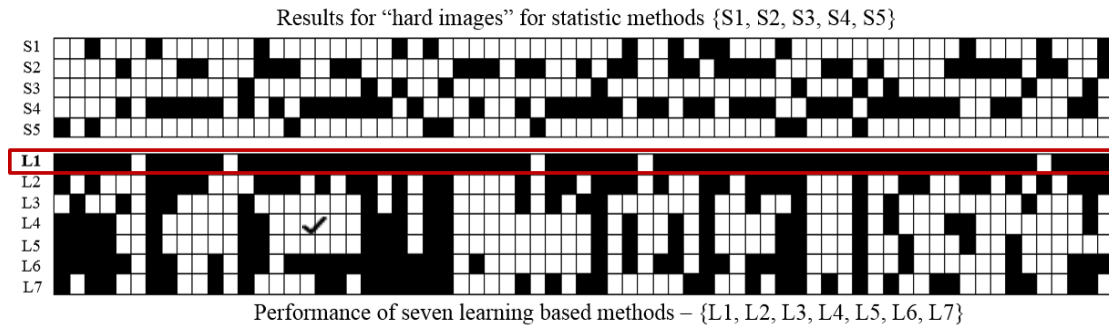 Results for “hard images” for statistic methods {S1, S2, S3, S4, S5}
S1
S2
S3
S4
S5
L1
L2
L3
L4
L5
L6
L7
Performance of seven learning based methods – {L1, L2, L3, L4, L5, L6, L7}